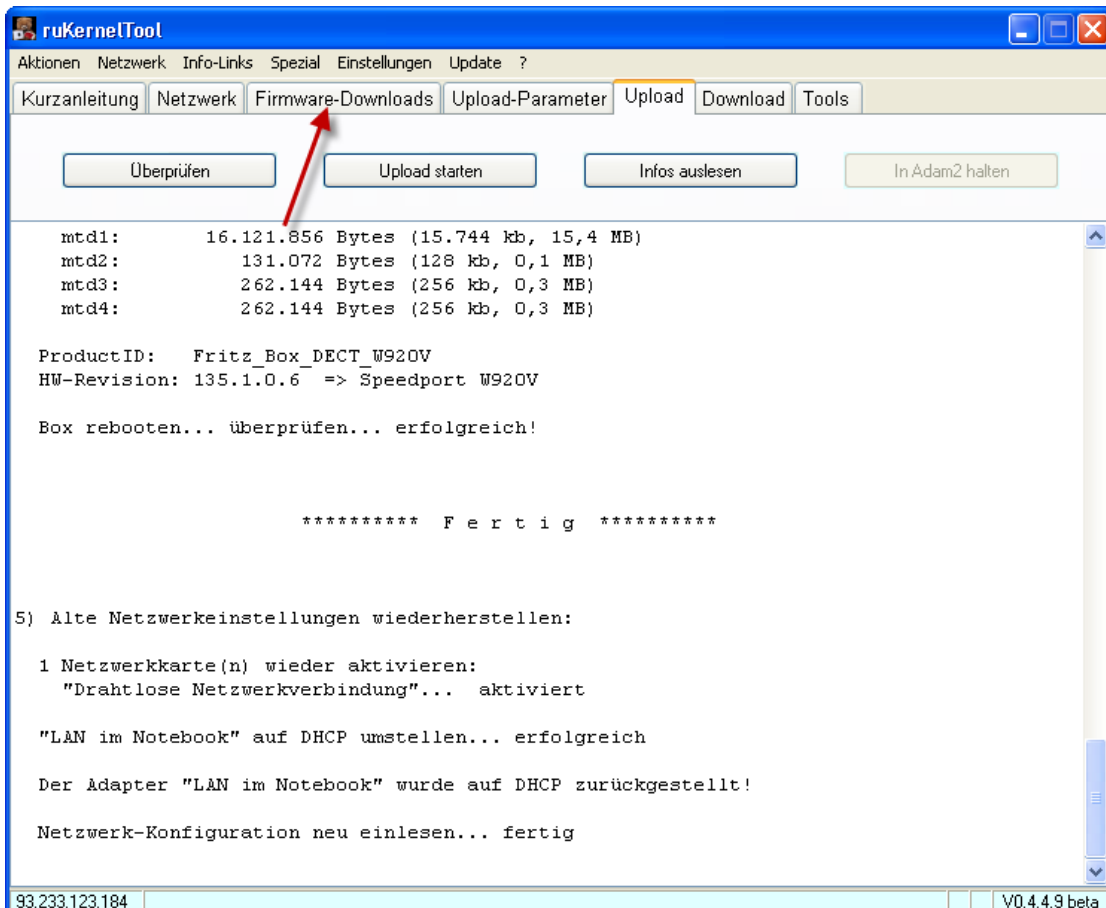 ruKernelTool
Aktionen Netzwerk Info-Links Spezial Einstellungen Update ?
Kurzanleitung Netzwerk Firmware-Downloads Upload-Parameter Upload Download Tools
Überprüfen Upload starten Infos auslesen In Adam2 halten
mtd1: 16.121.856 Bytes (15.744 kb, 15,4 MB)
mtd2: 131.072 Bytes (128 kb, 0,1 MB)
mtd3: 262.144 Bytes (256 kb, 0,3 MB)
mtd4: 262.144 Bytes (256 kb, 0,3 MB)
ProductID: Fritz_Box_DECT_W920V
HW-Revision: 135.1.0.6 => Speedport W920V
Box rebooten... überprüfen... erfolgreich!
********** F e r t i g **********
5) Alte Netzwerkeinstellungen wiederherstellen:
1 Netzwerkkarte(n) wieder aktivieren:
"Drahtlose Netzwerkverbindung"... aktiviert
"LAN im Notebook" auf DHCP umstellen... erfolgreich
Der Adapter "LAN im Notebook" wurde auf DHCP zurückgestellt!
Netzwerk-Konfiguration neu einlesen... fertig
93.233.123.184 V0.4.4.9 beta